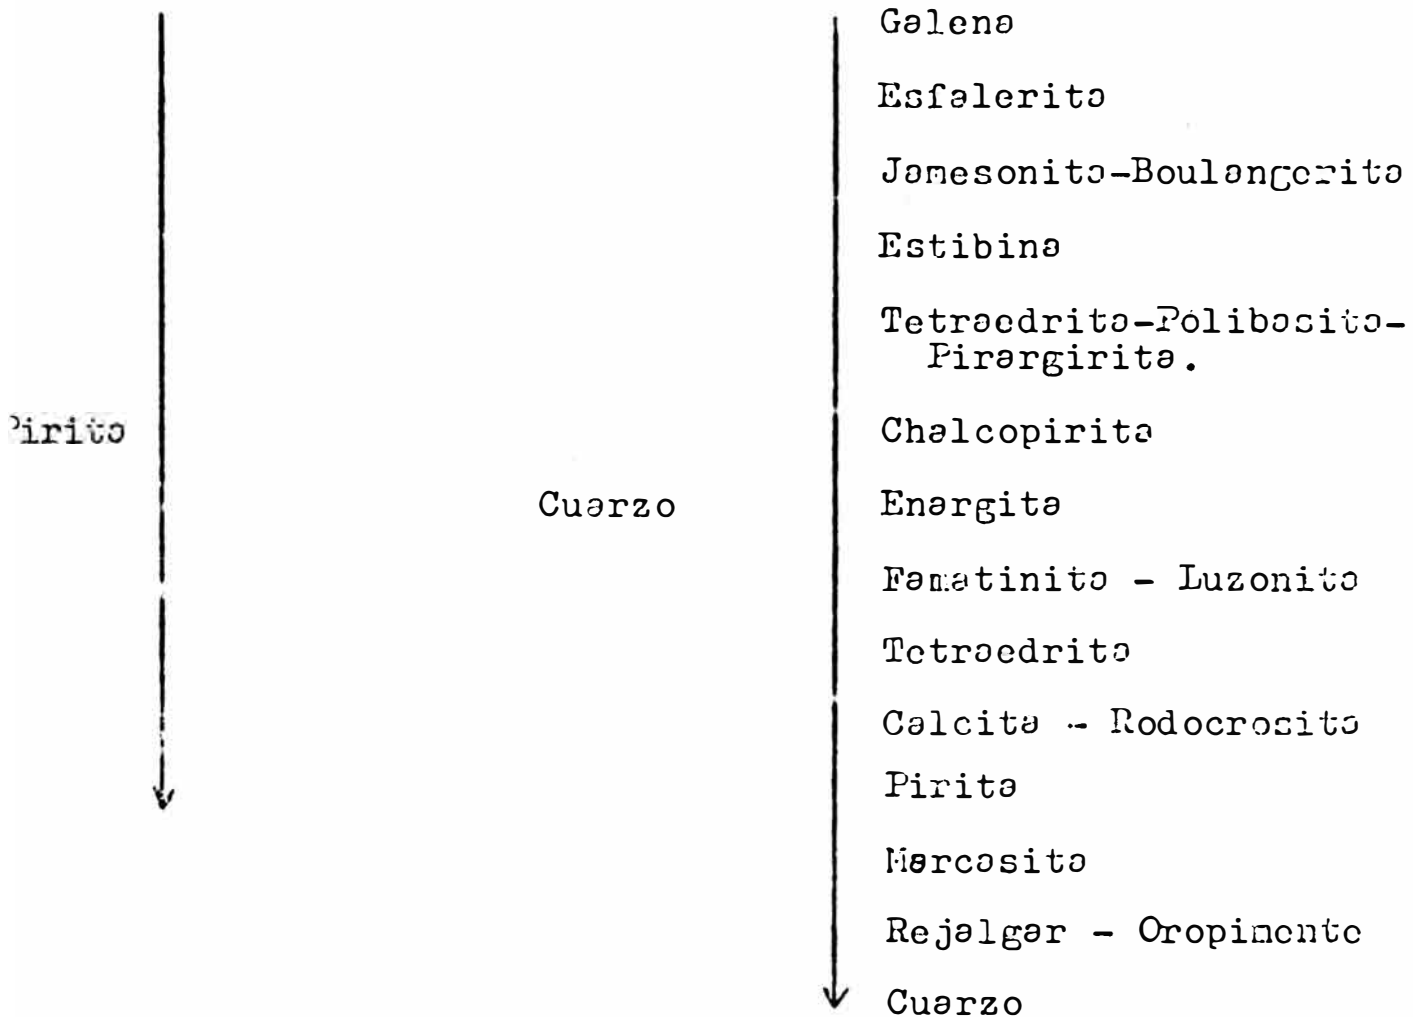 Galena
Esfalerita
Jamesonita-Boulangerita
Estibina
Tetraedrita-Polibasita-
Pirargirita.
Pirita
Chalcopirita
Cuarzo
Enargita
Famatinita - Luzonita
Tetraedrita
Calcita - Rodocrosita
Pirita
Marcasita
Rejalgar - Oropimente
Cuarzo